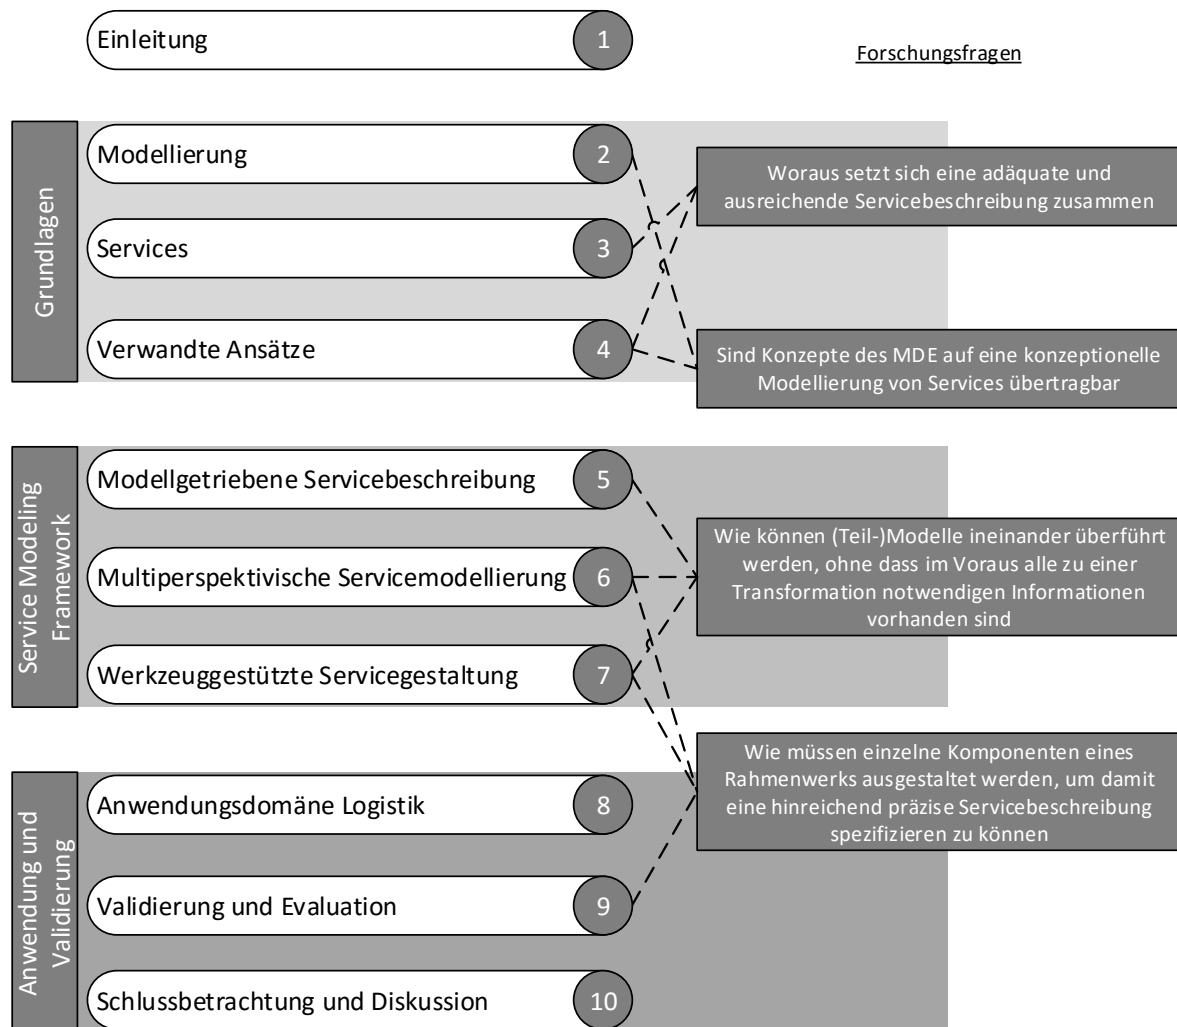 Einleitung
1
Forschungsfragen
Grundlagen
Modellierung
2
Services
3
Verwandte Ansätze
4
Woraus setzt sich eine adäquate und
ausreichende Servicebeschreibung zusammen
Sind Konzepte des MDE auf eine konzeptionelle
Modellierung von Services übertragbar
Service Modeling
Framework
Modellgetriebene Servicebeschreibung
5
Multiperspektivische Servicemodellierung
6
Werkzeuggestützte Servicegestaltung
7
Wie können (Teil-)Modelle ineinander überführt
werden, ohne dass im Voraus alle zu einer
Transformation notwendigen Informationen
vorhanden sind
Wie müssen einzelne Komponenten eines
Rahmenwerks ausgestaltet werden, um damit
eine hinreichend präzise Servicebeschreibung
spezifizieren zu können
Anwendung und
Validierung
Anwendungsdomäne Logistik
8
Validierung und Evaluation
9
Schlussbetrachtung und Diskussion
10